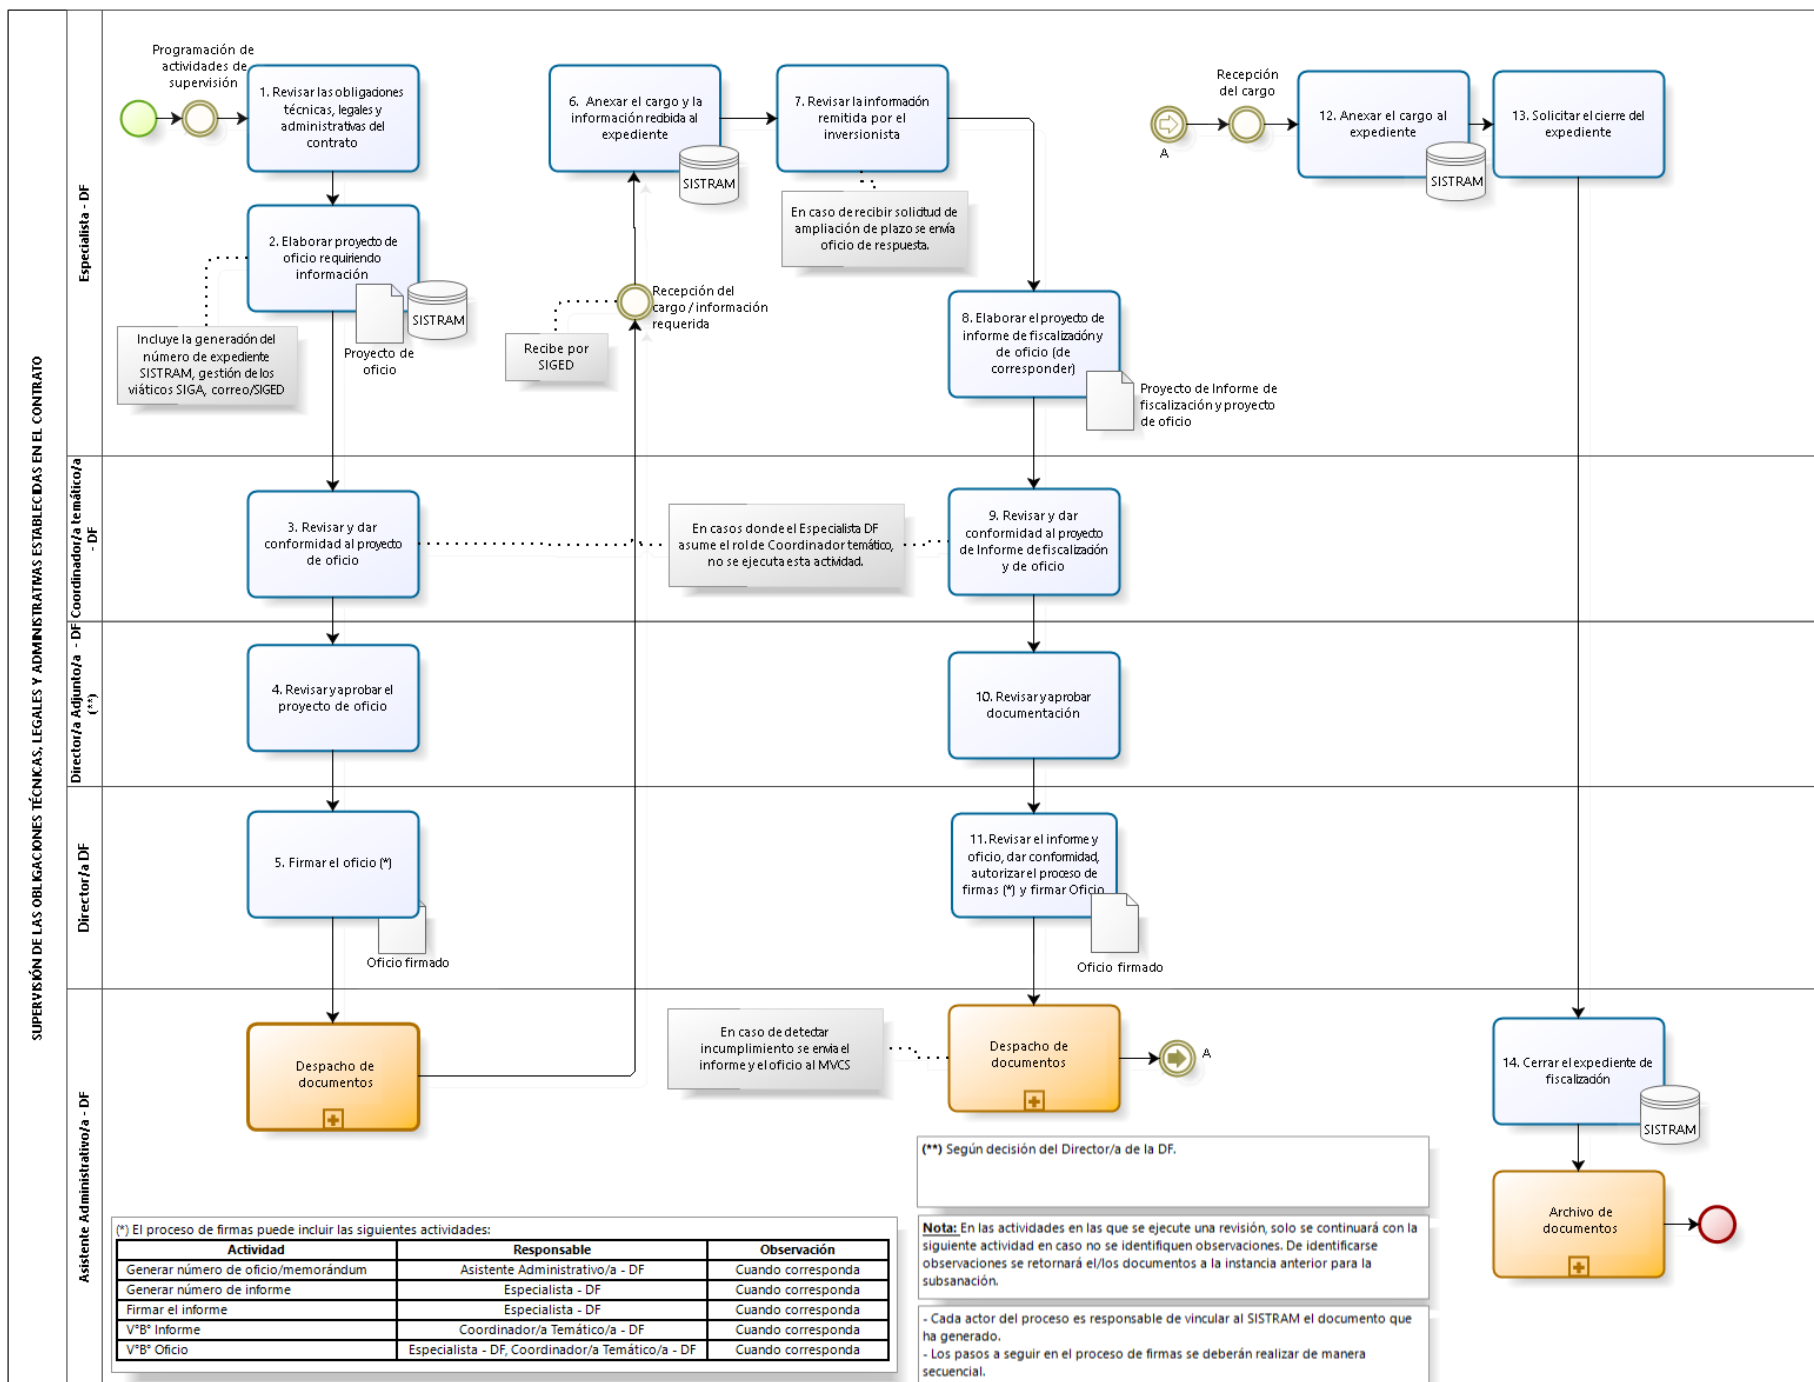 SUPERVISIÓN DE LAS OBLIGACIONES TÉCNICAS, LEGALES Y ADMINISTRATIVAS ESTABLECIDAS EN EL CONTRATO
Especialista - DF
Programación de
actividades de
supervisión
1. Revisar las obligaciones
técnicas, legales y
administrativas del
contrato
2. Elaborar proyecto de
oficio requiriendo
información
SISTRAM
Proyecto de
oficio
Incluye la generación del
número de expediente
SISTRAM, gestión de los
viáticos SIGA, correo/SIGED
6. Anexar el cargo y la
información recibida al
expediente
SISTRAM
Recepción del
cargo / información
requerida
Recibe por
SIGED
7. Revisar la información
remitida por el
inversionista
En caso de recibir solicitud de
ampliación de plazo se envía
oficio de respuesta.
8. Elaborar el proyecto de
informe de fiscalización y
de oficio (de
corresponder)
Proyecto de Informe de
fiscalización y proyecto
de oficio
A
Recepción
del cargo
12. Anexar el cargo al
expediente
SISTRAM
13. Solicitar el cierre del
expediente
Coordinador/a temático/a
- DF
3. Revisar y dar
conformidad al proyecto
de oficio
En casos donde el Especialista DF
asume el rol de Coordinador temático,
no se ejecuta esta actividad.
9. Revisar y dar
conformidad al proyecto
de Informe de fiscalización
y de oficio
Director/a Adjunto/a - DF
(**)
4. Revisar y aprobar el
proyecto de oficio
10. Revisar y aprobar
documentación
Director/a DF
5. Firmar el oficio (*)
Oficio firmado
11. Revisar el informe y
oficio, dar conformidad,
autorizar el proceso de
firmas (*) y firmar Oficio
Oficio firmado
Asistente Administrativo/a - DF
Despacho de
documentos
En caso de detectar
incumplimiento se envia el
informe y el oficio al MVCS
Despacho de
documentos
A
14. Cerrar el expediente de
fiscalización
SISTRAM
Archivo de
documentos
(*) El proceso de firmas puede incluir las siguientes actividades:
Actividad Responsable Observación
Generar número de oficio/memorándum Asistente Administrativo/a - DF Cuando corresponda
Generar número de informe Especialista - DF Cuando corresponda
Firmar el informe Especialista - DF Cuando corresponda
V°B° Informe Coordinador/a Temático/a - DF Cuando corresponda
V°B° Oficio Especialista - DF, Coordinador/a Temático/a - DF Cuando corresponda
(**) Según decisión del Director/a de la DF.
Nota: En las actividades en las que se ejecute una revisión, solo se continuará con la
siguiente actividad en caso no se identifiquen observaciones. De identificarse
observaciones se retornará el/los documentos a la instancia anterior para la
subsanación.
- Cada actor del proceso es responsable de vincular al SISTRAM el documento que
ha generado.
- Los pasos a seguir en el proceso de firmas se deberán realizar de manera
secuencial.